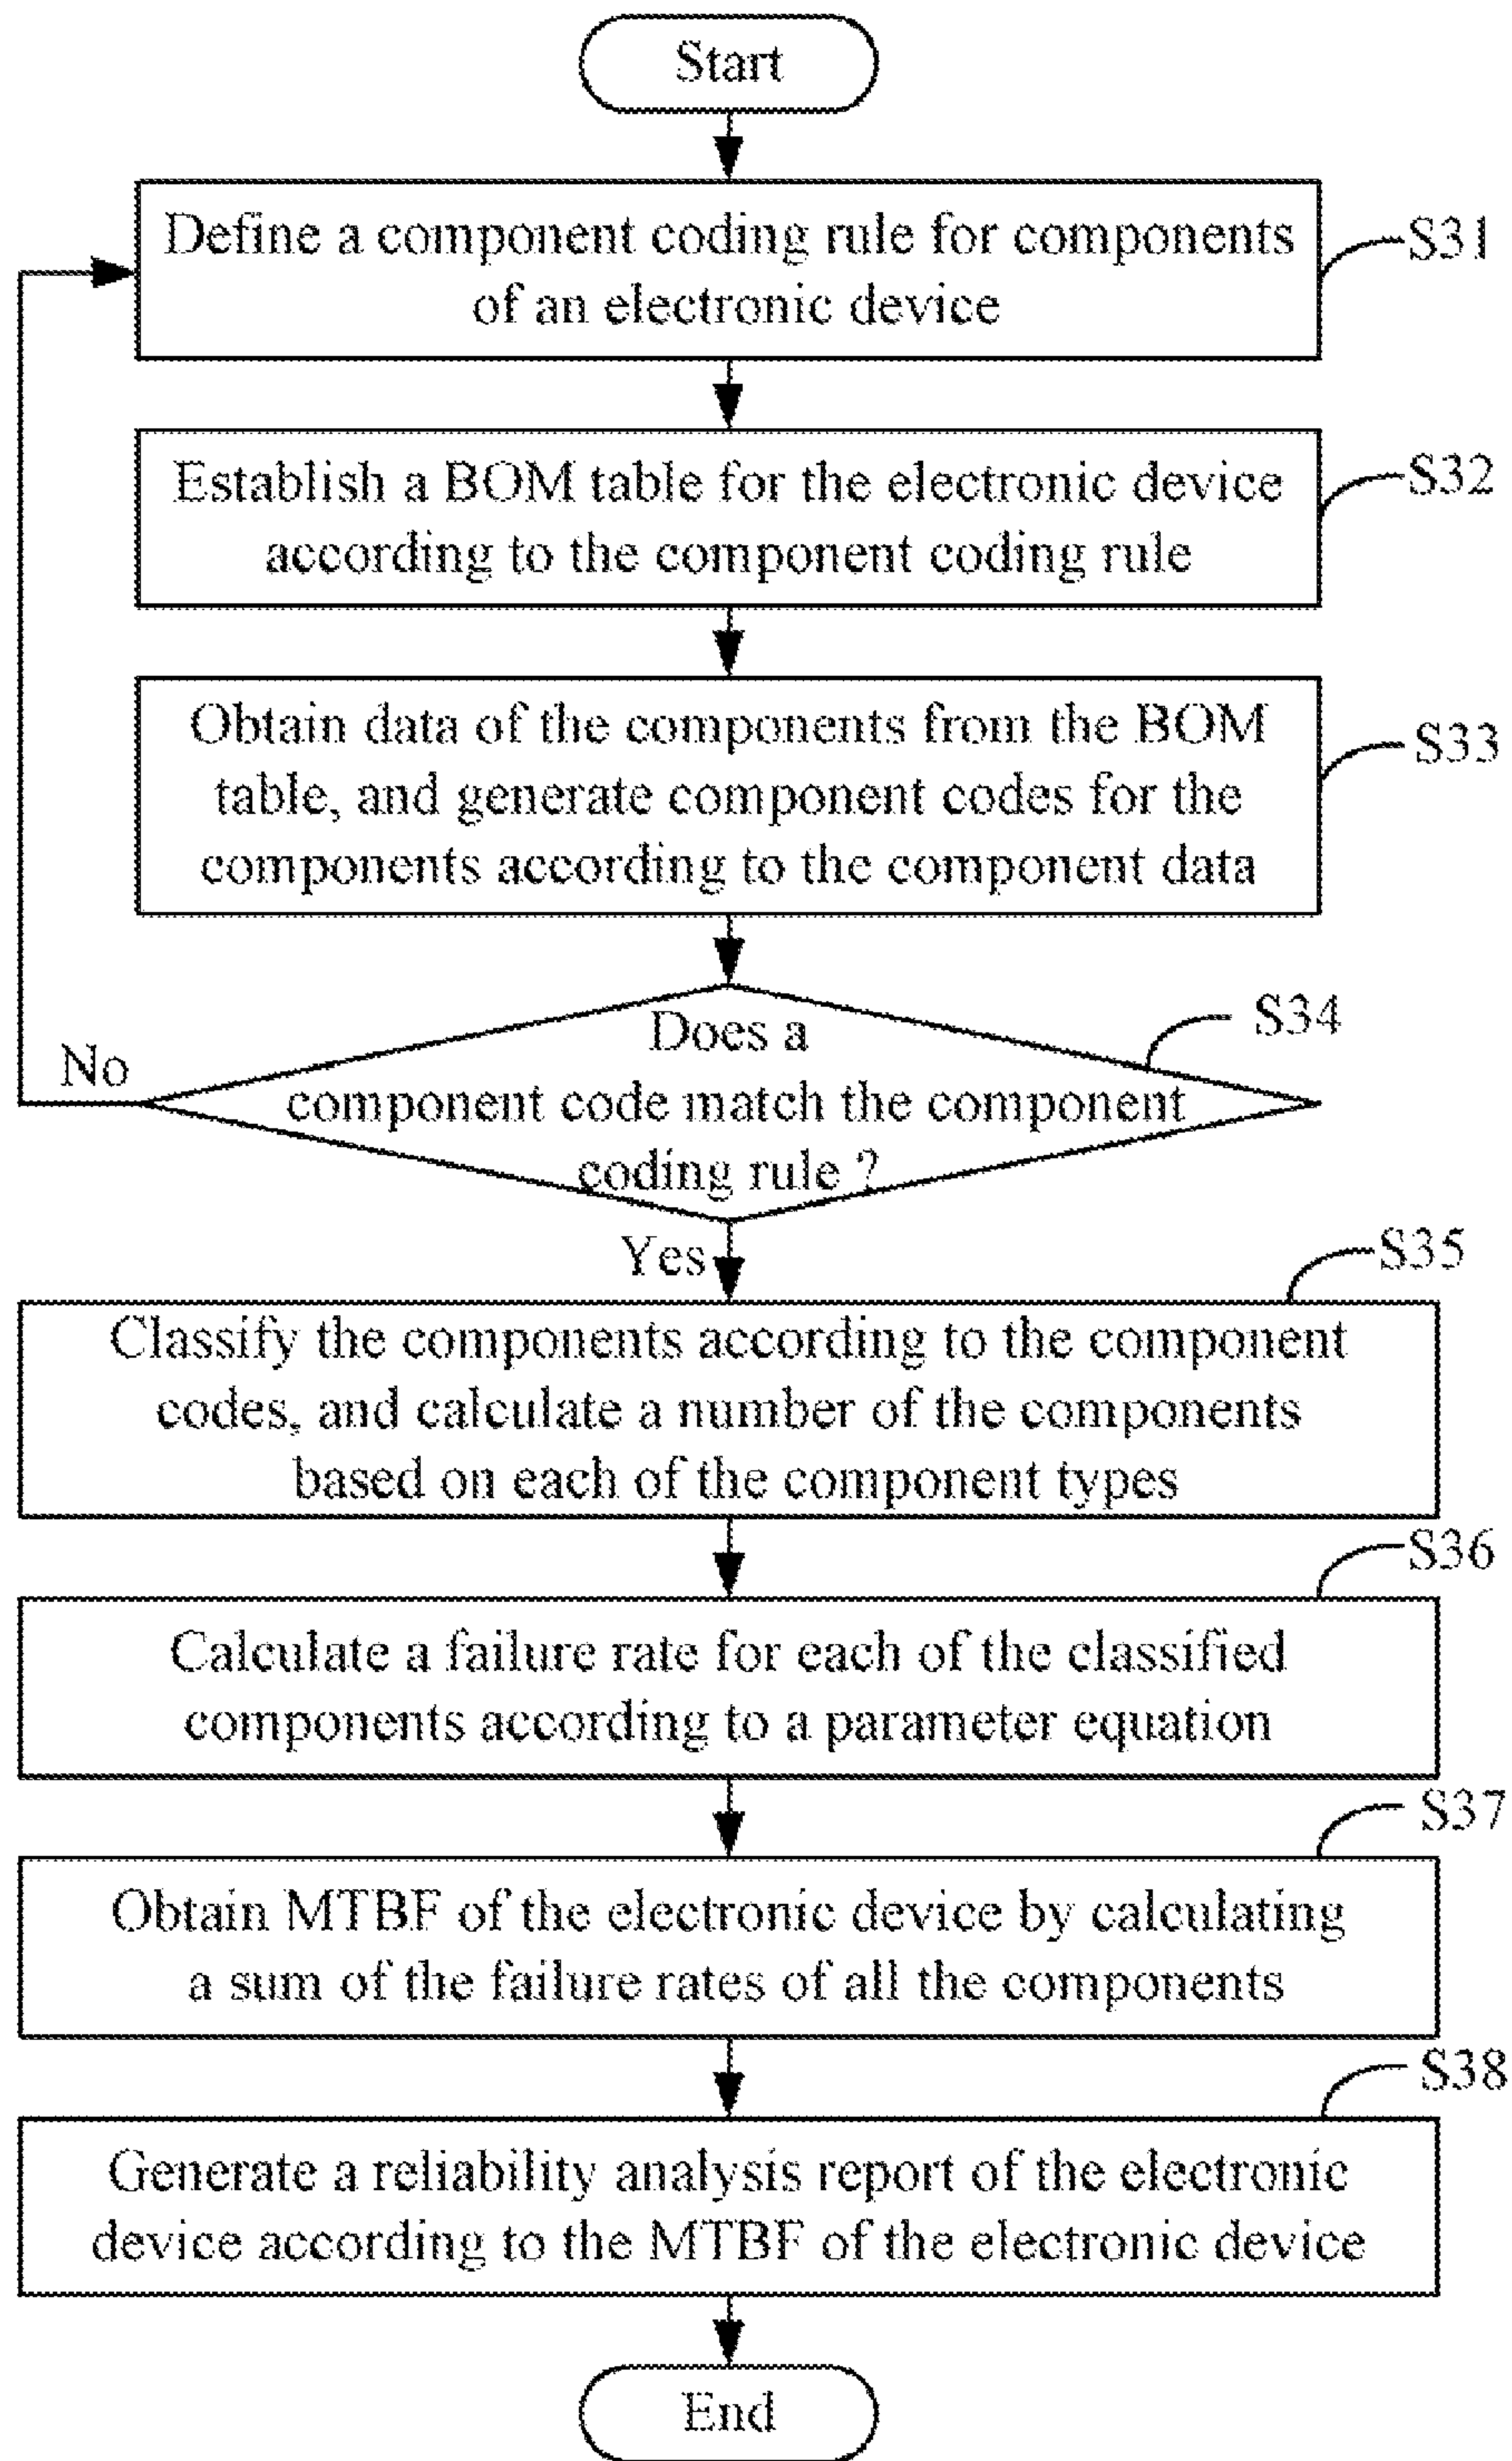 Start
Define a component coding rule for components
of an electronic device
S31
Establish a BOM table for the electronic device
according to the component coding rule
S32
Obtain data of the components from the BOM
table, and generate component codes for the
components according to the component data
S33
Does a
component code match the component
coding rule ?
S34
No
Yes
S35
Classify the components according to the component
codes, and calculate a number of the components
based on each of the component types
S36
Calculate a failure rate for each of the classified
components according to a parameter equation
S37
Obtain MTBF of the electronic device by calculating
a sum of the failure rates of all the components
S38
Generate a reliability analysis report of the electronic
device according to the MTBF of the electronic device
End